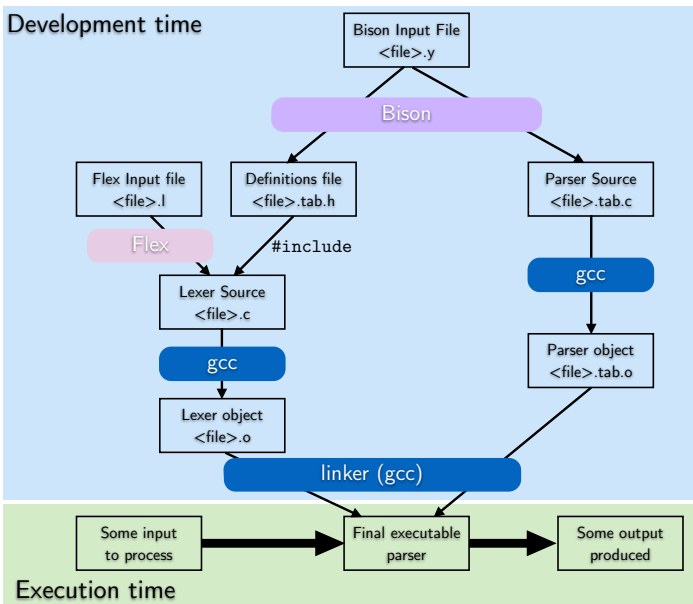 Development time
Bison Input File
<file>.y
Bison
Flex Input file
<file>.l
Definitions file
<file>.tab.h
Parser Source
<file>.tab.c
Flex
#include
gcc
Lexer Source
<file>.c
gcc
Parser object
<file>.tab.o
Lexer object
<file>.o
linker (gcc)
Some input
to process
Final executable
parser
Some output
produced
Execution time